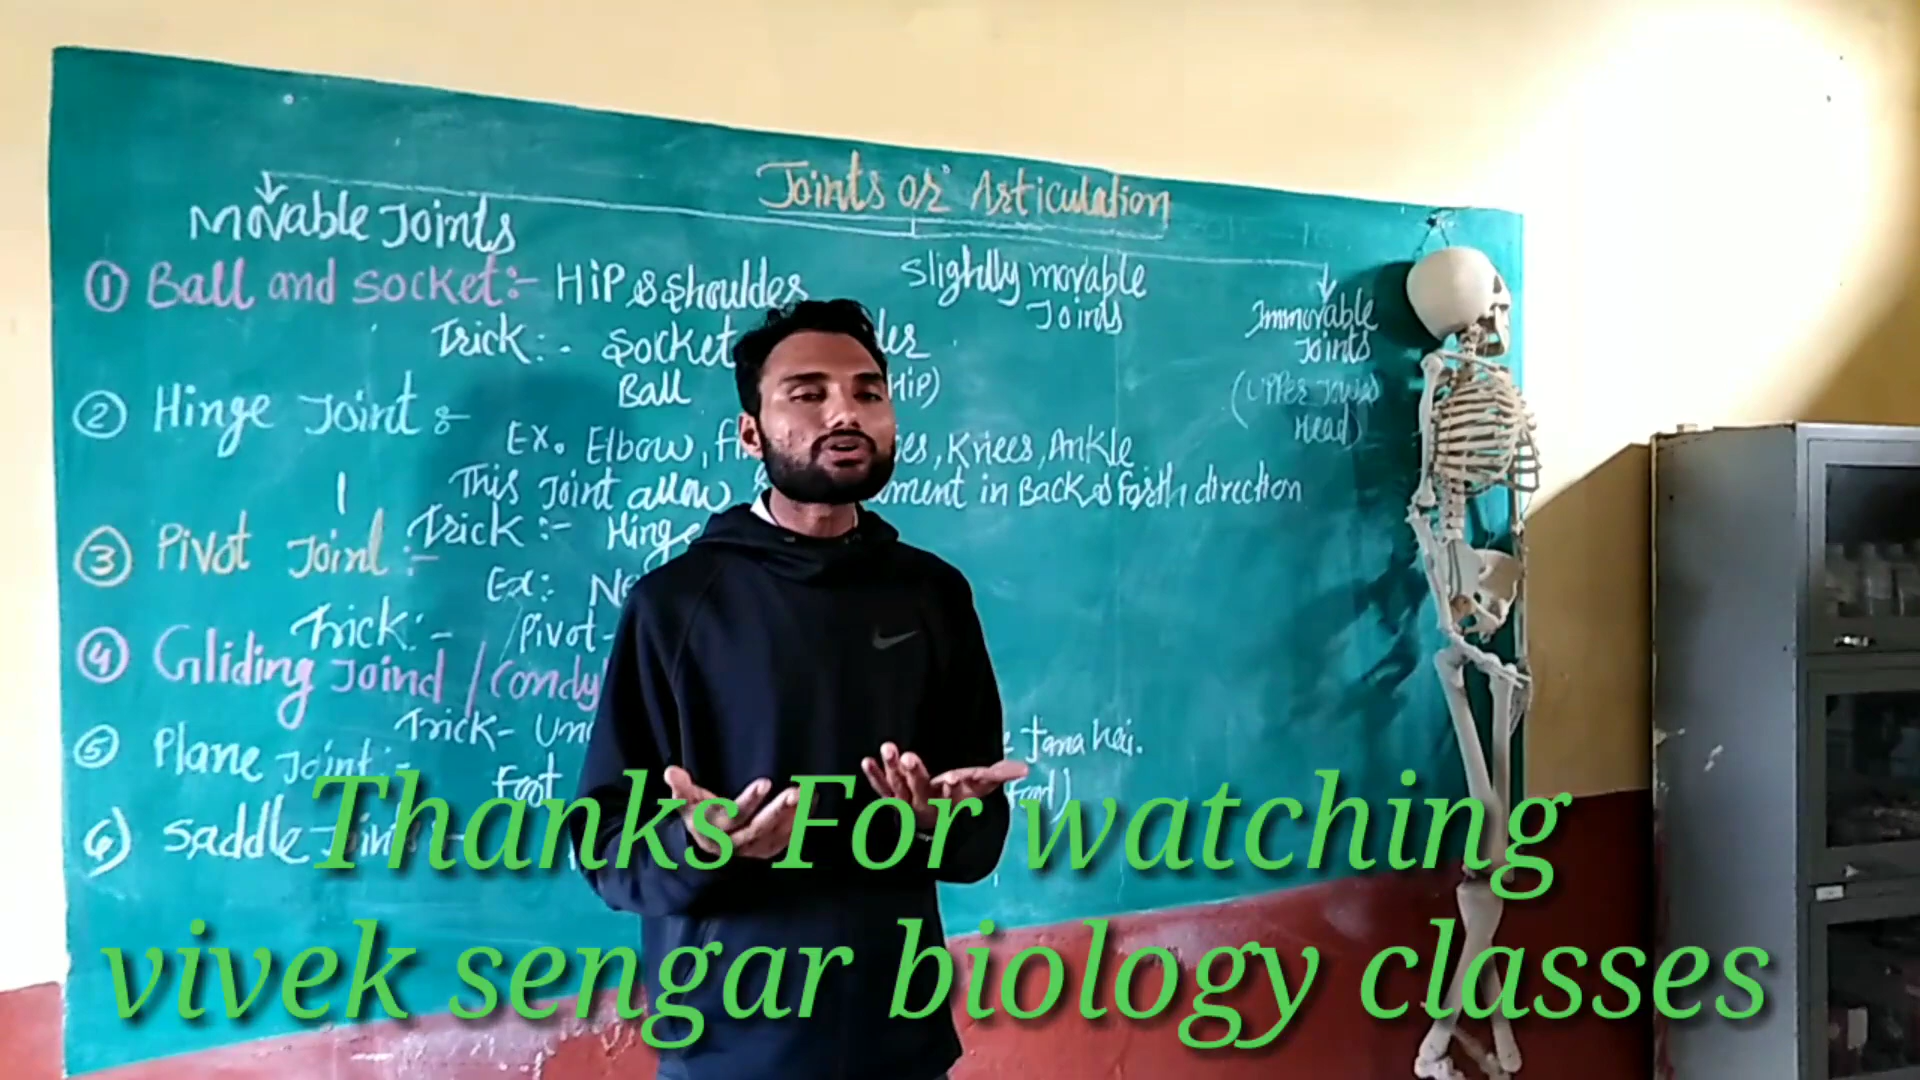 Joints or Articulation
Movable Joints
① Ball and Socket:- HiP & Shoulder
Trick:- Socket
Ball HiP)
② Hinge Joint :-
Ex. Elbow, Knees, Ankle
This Joint allow in Back & forth direction
Trick:- Hinge
③ Pivot Joint:-
Ex:
Trick:- Pivot-
④ Gliding Joind /
Trick-
⑤ Plane Joint:-
Foot
6) Saddle Joint
Slightly movable
Joints
Immovable
Joints
Head)
Jana hai.
Thanks For watching
vivek sengar biology classes